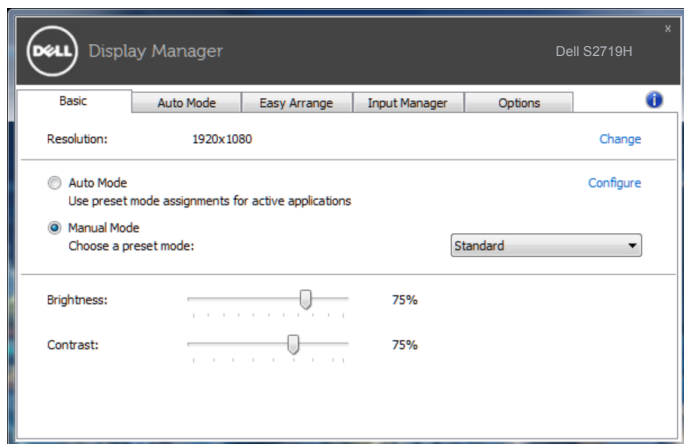 DELL Display Manager
Dell S2719H
x
Basic Auto Mode Easy Arrange Input Manager Options i
Resolution: 1920x1080 Change
Auto Mode Configure
Use preset mode assignments for active applications
Manual Mode
Choose a preset mode: Standard
Brightness: 75%
Contrast: 75%